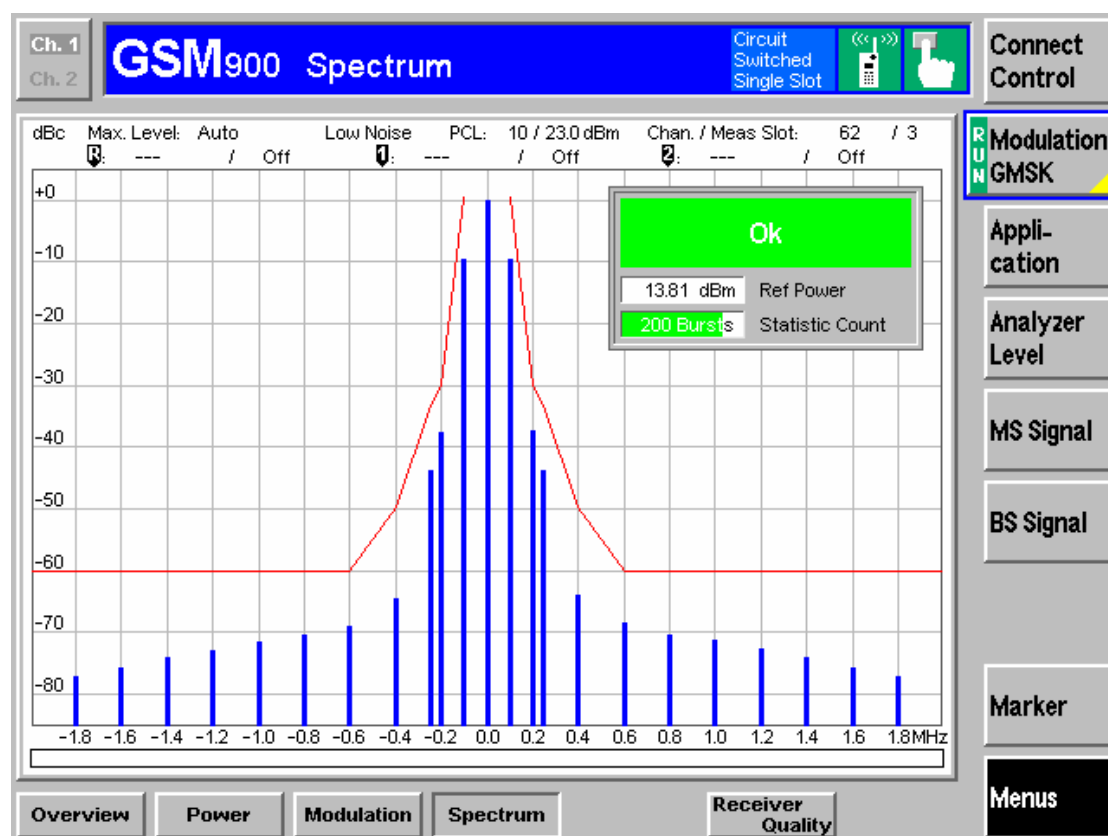 Ch. 1
Ch. 2
GSM900 Spectrum
Circuit
Switched
Single Slot
Connect
Control
dBc Max. Level: Auto Low Noise PCL: 10 / 23.0 dBm Chan. / Meas Slot: 62 / 3
R: --- / Off 1: --- / Off 2: --- / Off
RUN
Modulation
GMSK
+0
-10
-20
-30
-40
-50
-60
-70
-80
Ok
13.81 dBm Ref Power
200 Bursts Statistic Count
-1.8 -1.6 -1.4 -1.2 -1.0 -0.8 -0.6 -0.4 -0.2 0.0 0.2 0.4 0.6 0.8 1.0 1.2 1.4 1.6 1.8MHz
Appli-
cation
Analyzer
Level
MS Signal
BS Signal
Marker
Menus
Overview Power Modulation Spectrum
Receiver
Quality